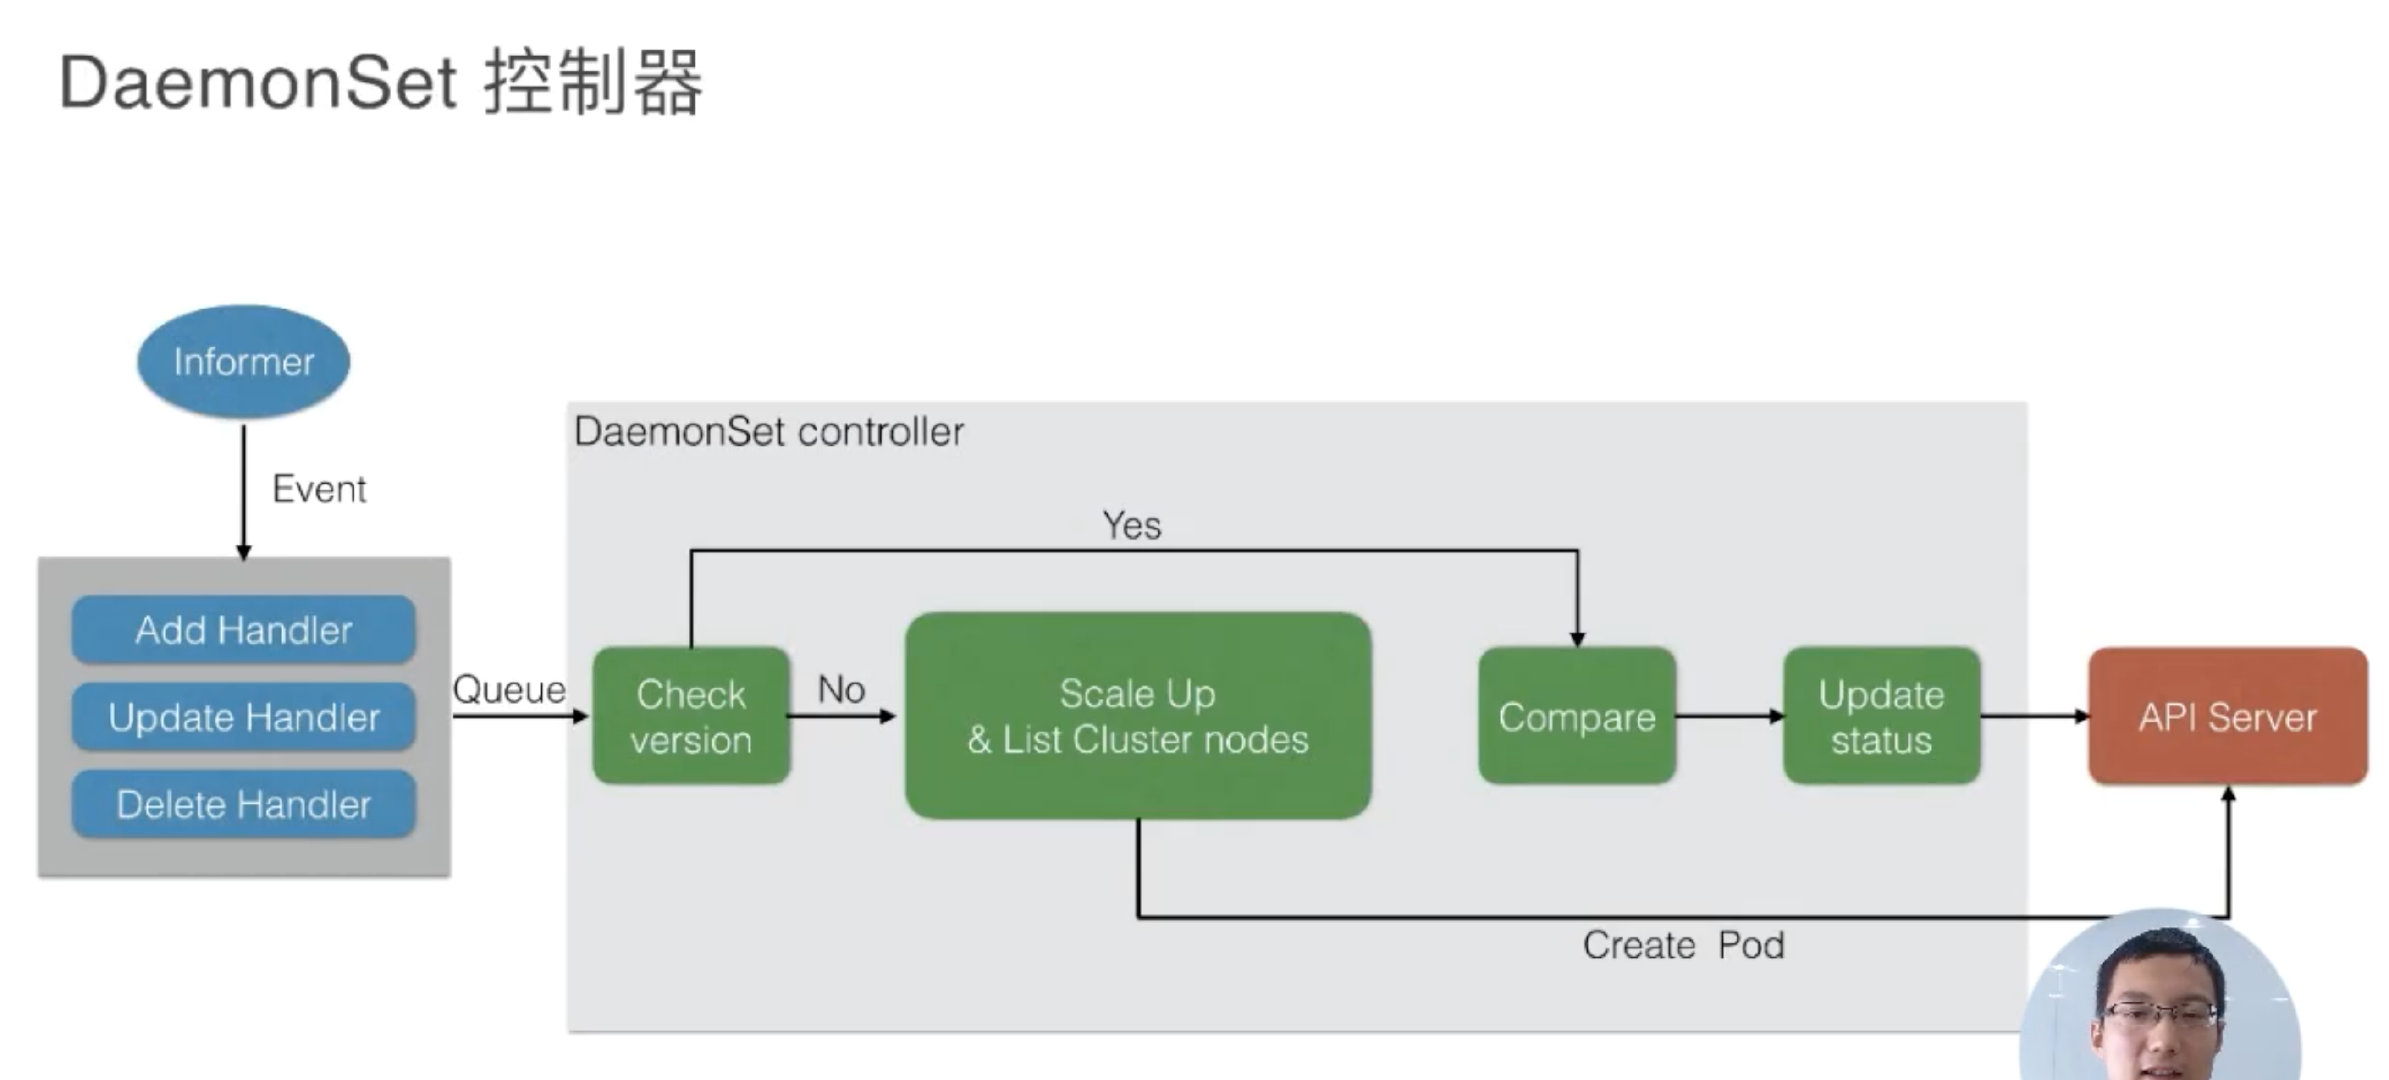 DaemonSet 控制器
Informer
Event
Add Handler
Update Handler
Delete Handler
Queue
DaemonSet controller
Yes
Check
version
No
Scale Up
& List Cluster nodes
Compare
Update
status
API Server
Create Pod